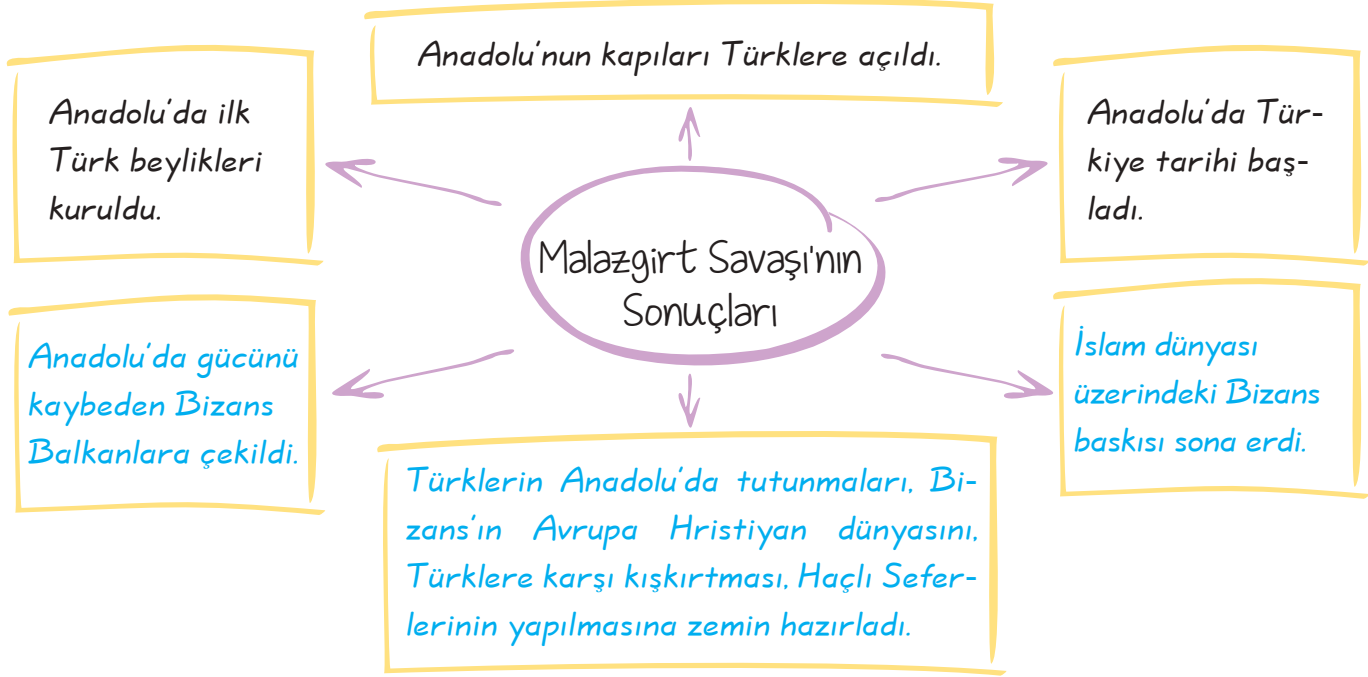 Anadolu'nun kapıları Türklere açıldı.
Anadolu'da ilk
Türk beylikleri
kuruldu.
Anadolu'da Tür-
kiye tarihi baş-
ladı.
Malazgirt Savaşı'nın
Sonuçları
Anadolu'da gücünü
kaybeden Bizans
Balkanlara çekildi.
İslam dünyası
üzerindeki Bizans
baskısı sona erdi.
Türklerin Anadolu'da tutunmaları, Bi-
zans'ın Avrupa Hristiyan dünyasını,
Türklere karşı kışkırtması, Haçlı Sefer-
lerinin yapılmasına zemin hazırladı.